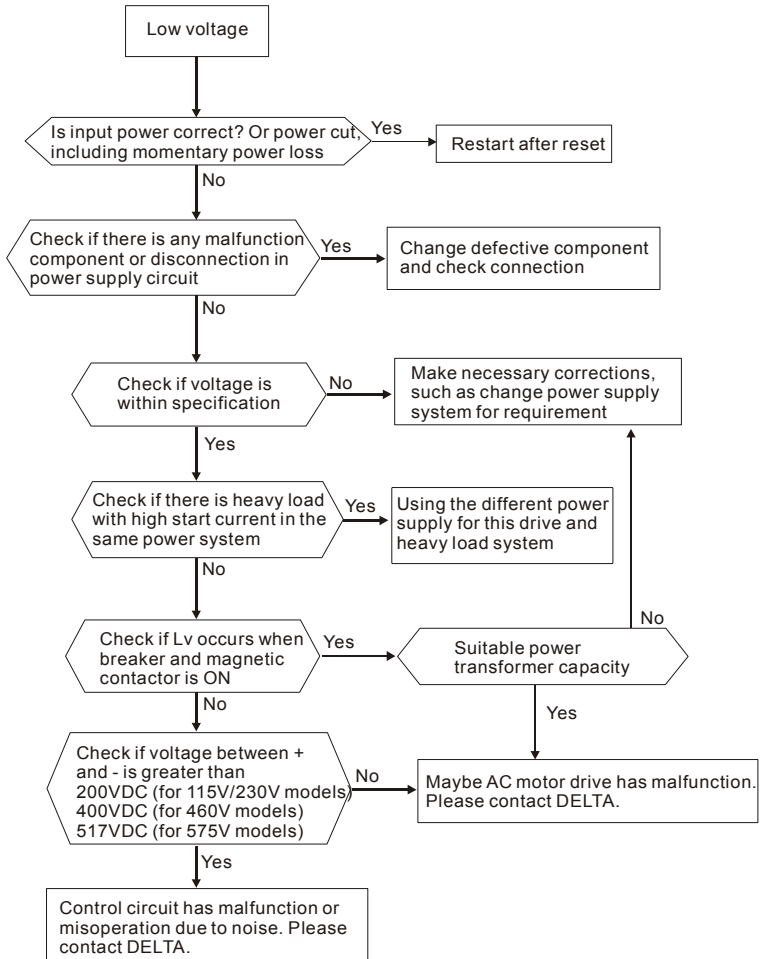 Low voltage
Is input power correct? Or power cut,
including momentary power loss
Yes
Restart after reset
No
Check if there is any malfunction
component or disconnection in
power supply circuit
Yes
Change defective component
and check connection
No
Check if voltage is
within specification
No
Make necessary corrections,
such as change power supply
system for requirement
Yes
Check if there is heavy load
with high start current in the
same power system
Yes
Using the different power
supply for this drive and
heavy load system
No
Check if Lv occurs when
breaker and magnetic
contactor is ON
Yes
Suitable power
transformer capacity
No
No
Yes
Check if voltage between +
and - is greater than
200VDC (for 115V/230V models)
400VDC (for 460V models)
517VDC (for 575V models)
No
Maybe AC motor drive has malfunction.
Please contact DELTA.
Yes
Control circuit has malfunction or
misoperation due to noise. Please
contact DELTA.